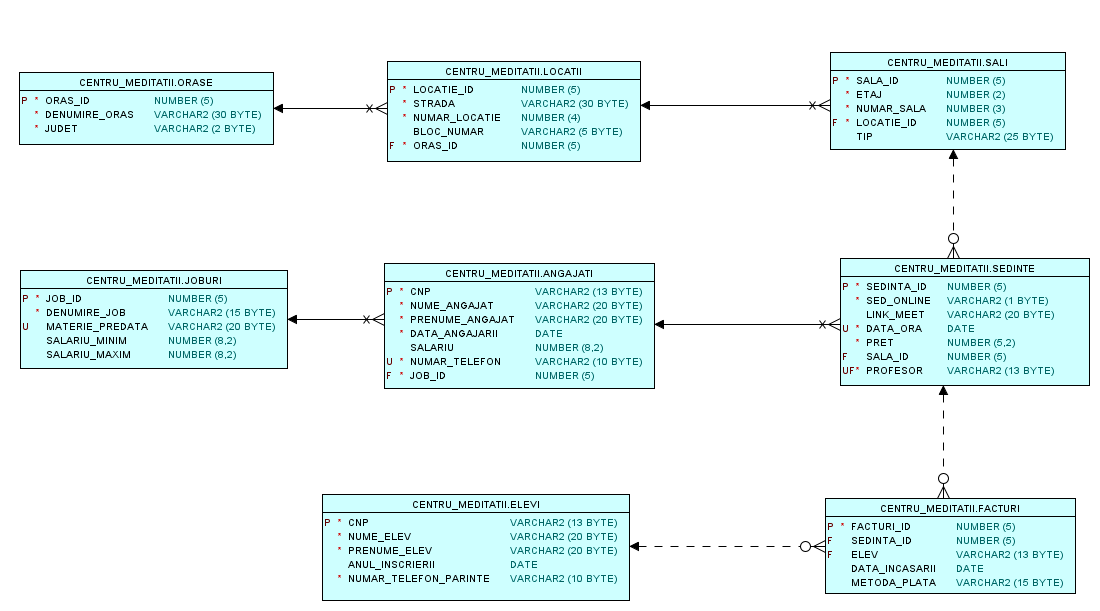 CENTRU_MEDITATII.ORASE
P * ORAS_ID NUMBER (5)
* DENUMIRE_ORAS VARCHAR2 (30 BYTE)
* JUDET VARCHAR2 (2 BYTE)
CENTRU_MEDITATII.LOCATII
P * LOCATIE_ID NUMBER (5)
* STRADA VARCHAR2 (30 BYTE)
* NUMAR_LOCATIE NUMBER (4)
BLOC_NUMAR VARCHAR2 (5 BYTE)
F * ORAS_ID NUMBER (5)
CENTRU_MEDITATII.SALI
P * SALA_ID NUMBER (5)
* ETAJ NUMBER (2)
* NUMAR_SALA NUMBER (3)
F * LOCATIE_ID NUMBER (5)
TIP VARCHAR2 (25 BYTE)
CENTRU_MEDITATII.JOBURI
P * JOB_ID NUMBER (5)
* DENUMIRE_JOB VARCHAR2 (15 BYTE)
U MATERIE_PREDATA VARCHAR2 (20 BYTE)
SALARIU_MINIM NUMBER (8,2)
SALARIU_MAXIM NUMBER (8,2)
CENTRU_MEDITATII.ANGAJATI
P * CNP VARCHAR2 (13 BYTE)
* NUME_ANGAJAT VARCHAR2 (20 BYTE)
* PRENUME_ANGAJAT VARCHAR2 (20 BYTE)
* DATA_ANGAJARII DATE
SALARIU NUMBER (8,2)
U * NUMAR_TELEFON VARCHAR2 (10 BYTE)
F * JOB_ID NUMBER (5)
CENTRU_MEDITATII.SEDINTE
P * SEDINTA_ID NUMBER (5)
* SED_ONLINE VARCHAR2 (1 BYTE)
LINK_MEET VARCHAR2 (20 BYTE)
U * DATA_ORA DATE
* PRET NUMBER (5,2)
F SALA_ID NUMBER (5)
UF* PROFESOR VARCHAR2 (13 BYTE)
CENTRU_MEDITATII.ELEVI
P * CNP VARCHAR2 (13 BYTE)
* NUME_ELEV VARCHAR2 (20 BYTE)
* PRENUME_ELEV VARCHAR2 (20 BYTE)
ANUL_INSCRIERII DATE
* NUMAR_TELEFON_PARINTE VARCHAR2 (10 BYTE)
CENTRU_MEDITATII.FACTURI
P * FACTURI_ID NUMBER (5)
F SEDINTA_ID NUMBER (5)
F ELEV VARCHAR2 (13 BYTE)
DATA_INCASARII DATE
METODA_PLATA VARCHAR2 (15 BYTE)